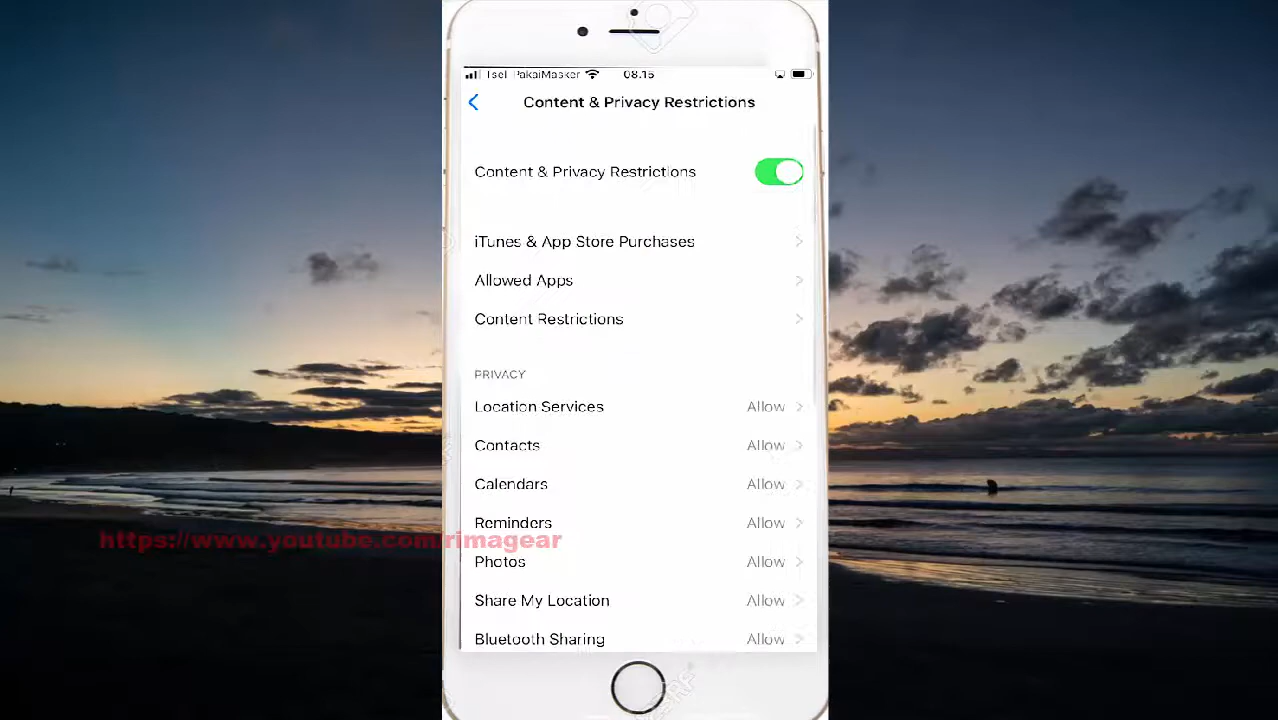 Tsel-PakaiMasker 08.15
Content & Privacy Restrictions
Content & Privacy Restrictions
iTunes & App Store Purchases
Allowed Apps
Content Restrictions
PRIVACY
Location Services Allow
Contacts Allow
Calendars Allow
Reminders Allow
https://www.youtube.com/rimagear
Photos Allow
Share My Location Allow
Bluetooth Sharing Allow